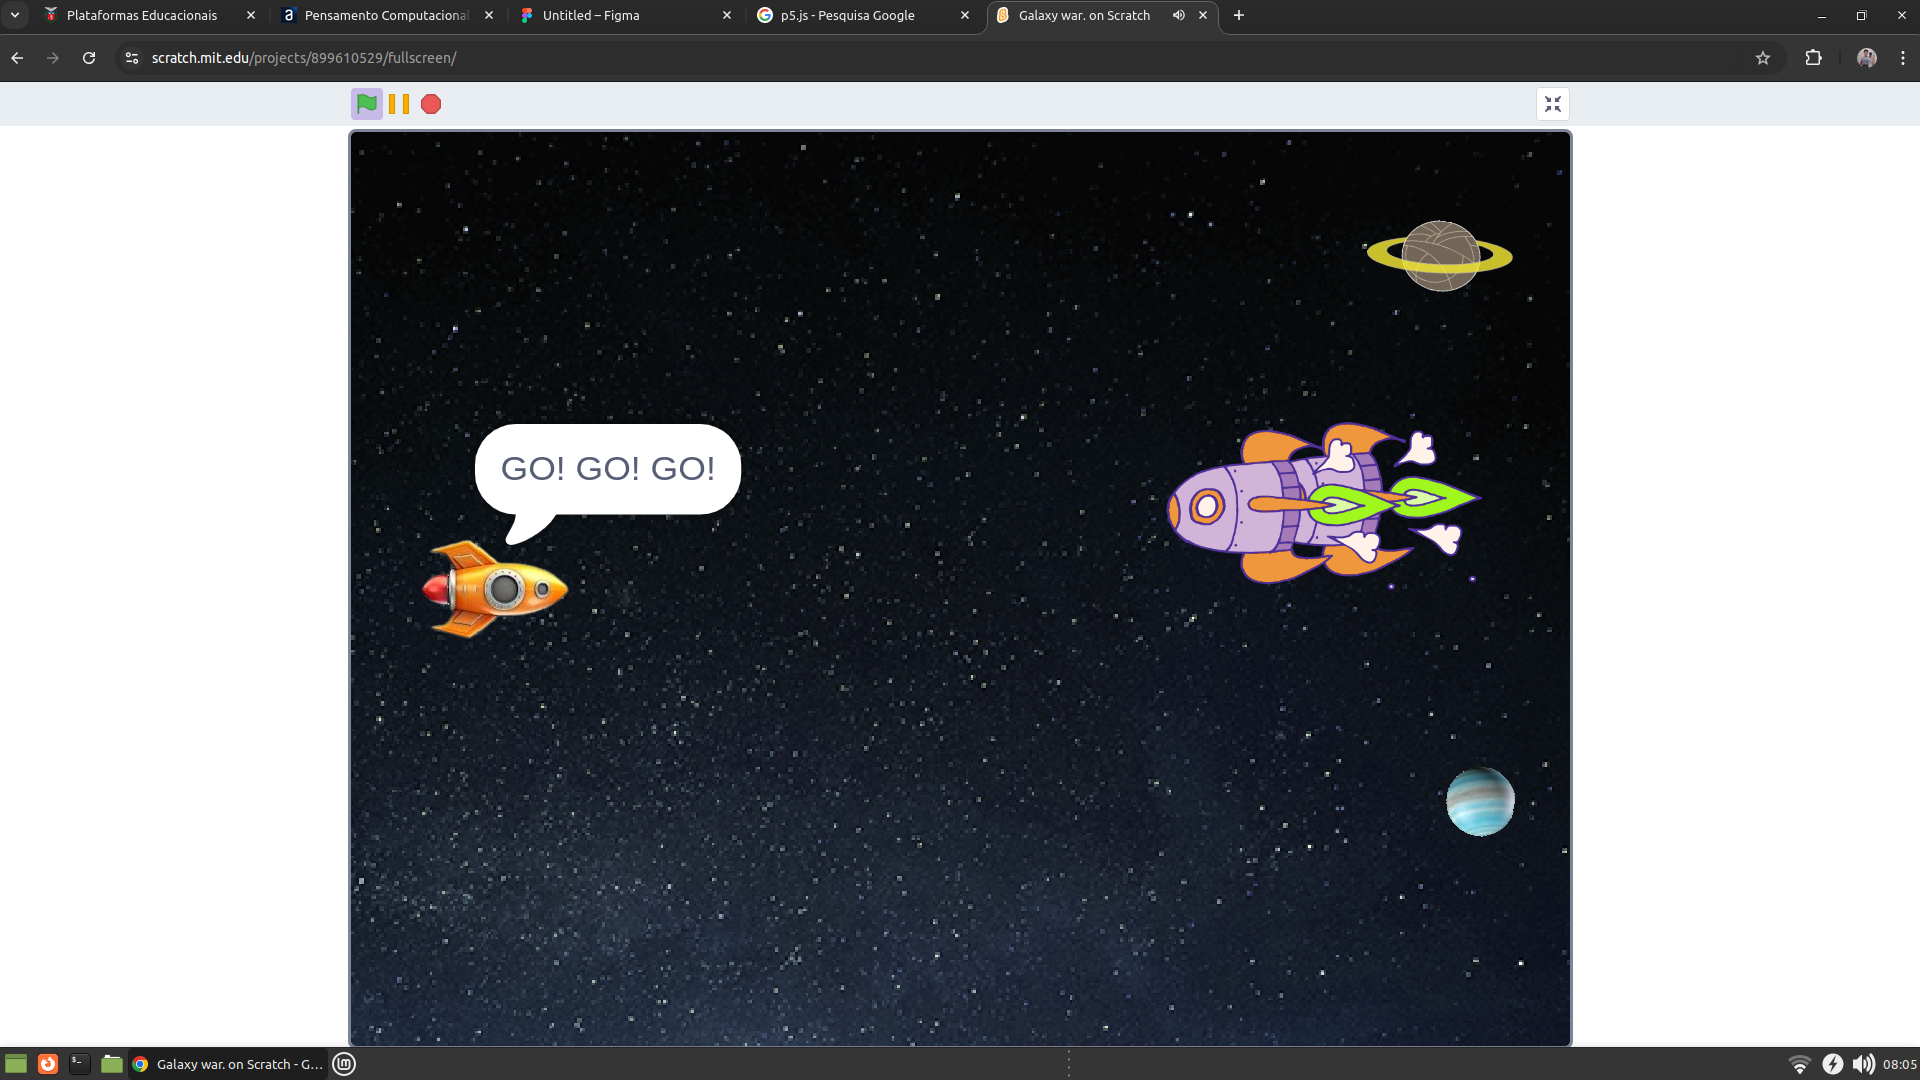 Plataformas Educacionais
Pensamento Computacional
Untitled – Figma
p5.js - Pesquisa Google
Galaxy war. on Scratch
scratch.mit.edu/projects/899610529/fullscreen/
GO! GO! GO!
Galaxy war. on Scratch - G...
08:05